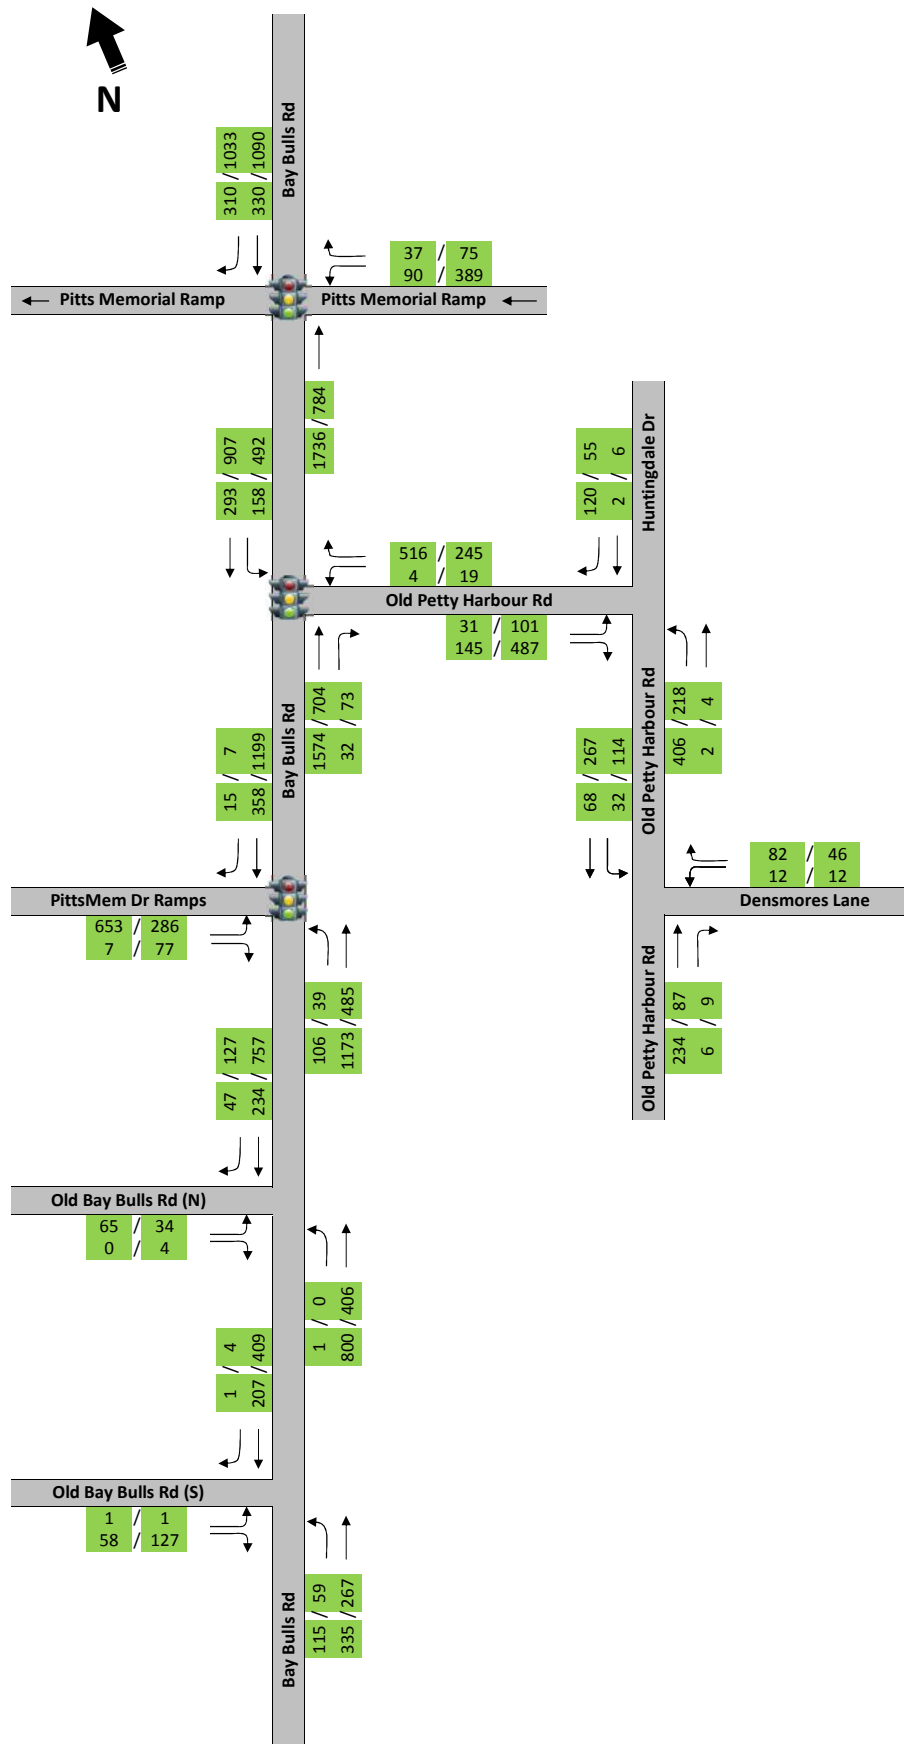 N
Bay Bulls Rd
310 / 1033
330 / 1090
37 / 75
90 / 389
Pitts Memorial Ramp
Pitts Memorial Ramp
1736 / 784
293 / 907
158 / 492
120 / 55
2 / 6
Huntingdale Dr
516 / 245
4 / 19
Old Petty Harbour Rd
31 / 101
145 / 487
1574 / 704
32 / 73
Bay Bulls Rd
15 / 7
358 / 1199
406 / 218
2 / 4
Old Petty Harbour Rd
68 / 267
32 / 114
82 / 46
12 / 12
PittsMem Dr Ramps
Densmores Lane
653 / 286
7 / 77
106 / 39
1173 / 485
234 / 87
6 / 9
Old Petty Harbour Rd
47 / 127
234 / 757
Old Bay Bulls Rd (N)
65 / 34
0 / 4
1 / 0
800 / 406
1 / 4
207 / 409
Old Bay Bulls Rd (S)
1 / 1
58 / 127
115 / 59
335 / 267
Bay Bulls Rd